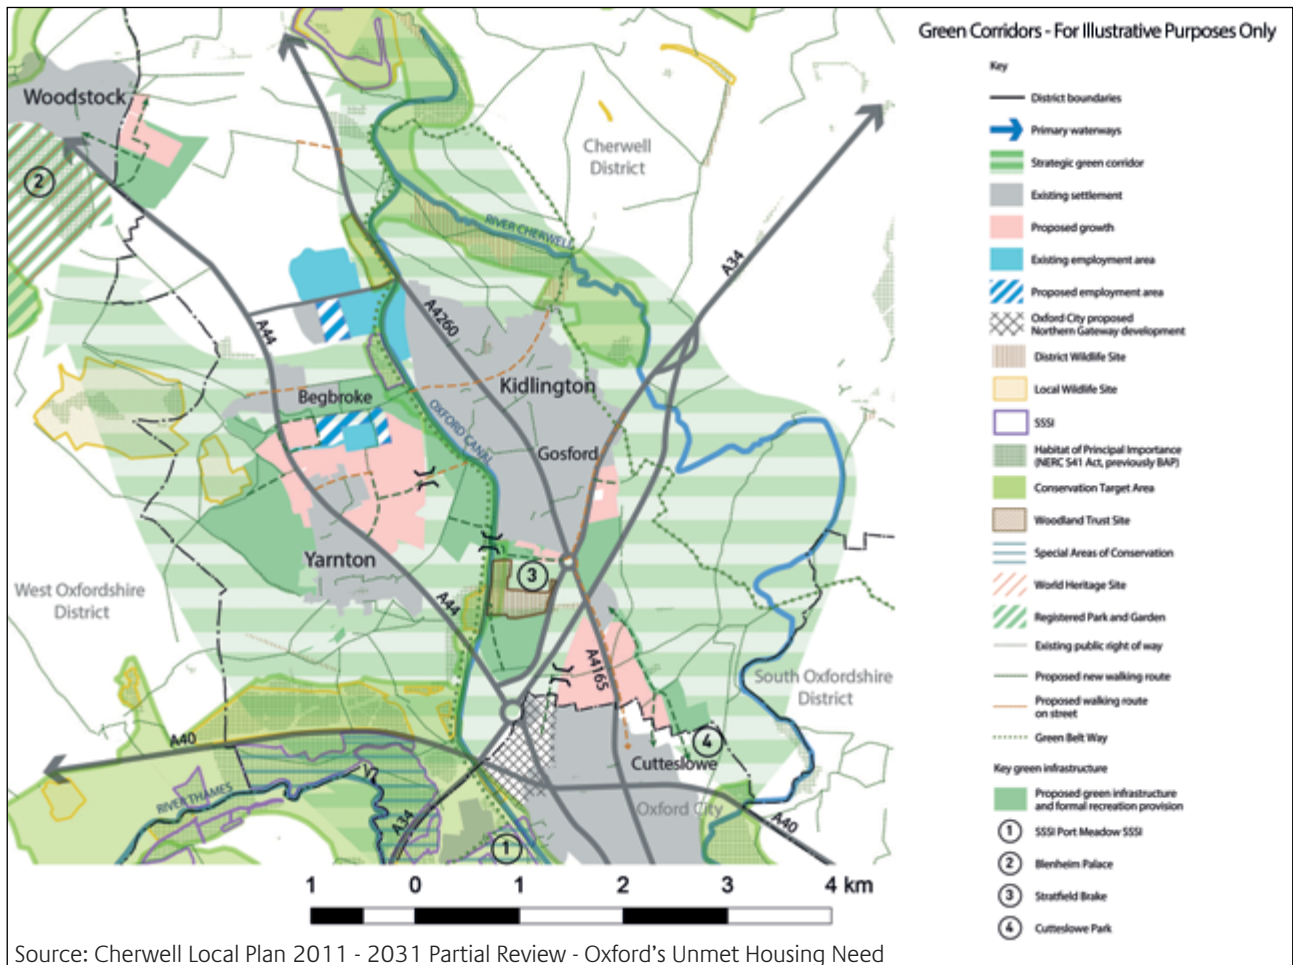 Green Corridors - For Illustrative Purposes Only
Key
District boundaries
Primary waterways
Strategic green corridor
Existing settlement
Proposed growth
Existing employment area
Proposed employment area
Oxford City proposed
Northern Gateway development
District Wildlife Site
Local Wildlife Site
SSSI
Habitat of Principal Importance
(NERC S41 Act, previously BAP)
Conservation Target Area
Woodland Trust Site
Special Areas of Conservation
World Heritage Site
Registered Park and Garden
Existing public right of way
Proposed new walking route
Proposed walking route
on street
Green Belt Way
Key green infrastructure
Proposed green infrastructure
and formal recreation provision
1 SSSI Port Meadow SSSI
2 Blenheim Palace
3 Stratfield Brake
4 Cutteslowe Park
Woodstock
2
Cherwell
District
RIVER CHERWELL
A34
A44
A4260
Kidlington
Begbroke
OXFORD CANAL
Gosford
Yarnton
3
West Oxfordshire
District
A44
A4165
South Oxfordshire
District
A40
4
Cutteslowe
RIVER THAMES
Oxford City
A34
A40
1
1 0 1 2 3 4 km
Source: Cherwell Local Plan 2011 - 2031 Partial Review - Oxford's Unmet Housing Need